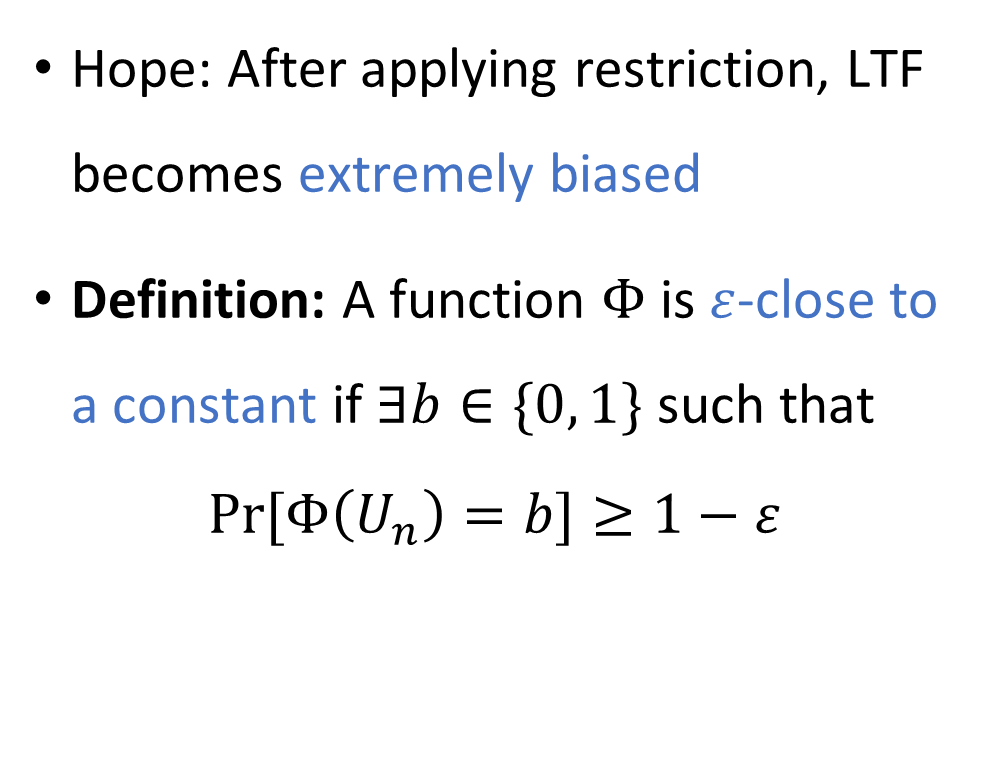 • Hope: After applying restriction, LTF
becomes extremely biased
• Definition: A function Φ is ε-close to
a constant if ∃b ∈ {0, 1} such that
Pr[Φ(Uₙ) = b] ≥ 1 − ε